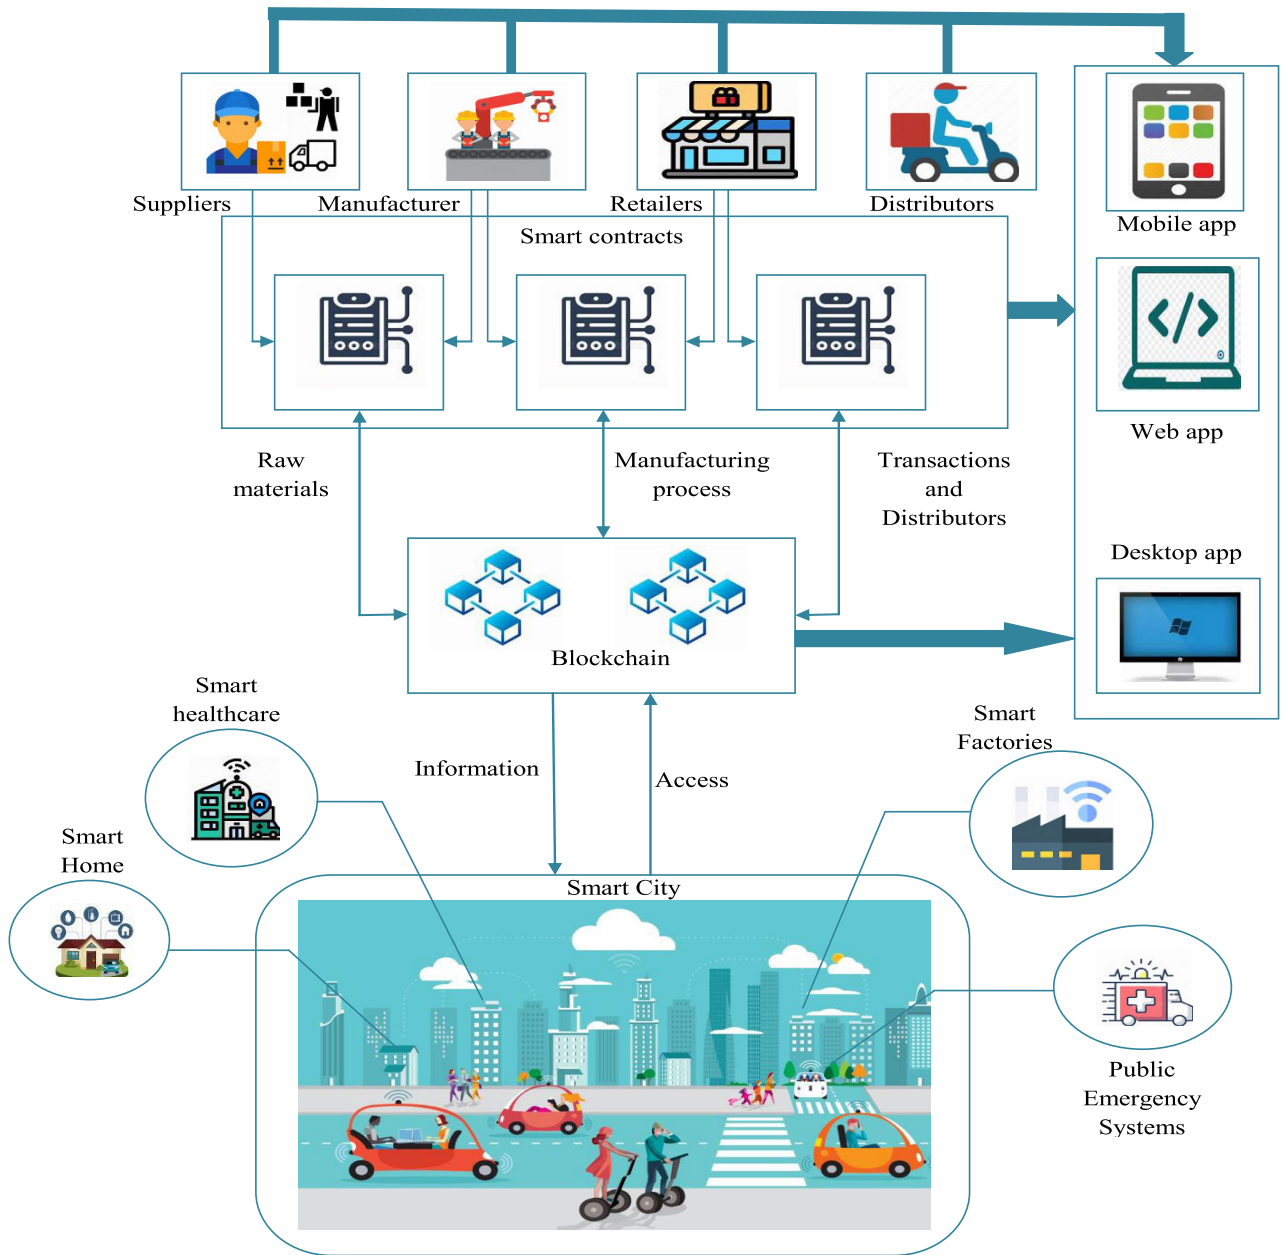 Suppliers
Manufacturer
Retailers
Distributors
Smart contracts
Mobile app
Web app
Raw
materials
Manufacturing
process
Transactions
and
Distributors
Desktop app
Blockchain
Smart
healthcare
Information
Access
Smart
Factories
Smart
Home
Smart City
Public
Emergency
Systems